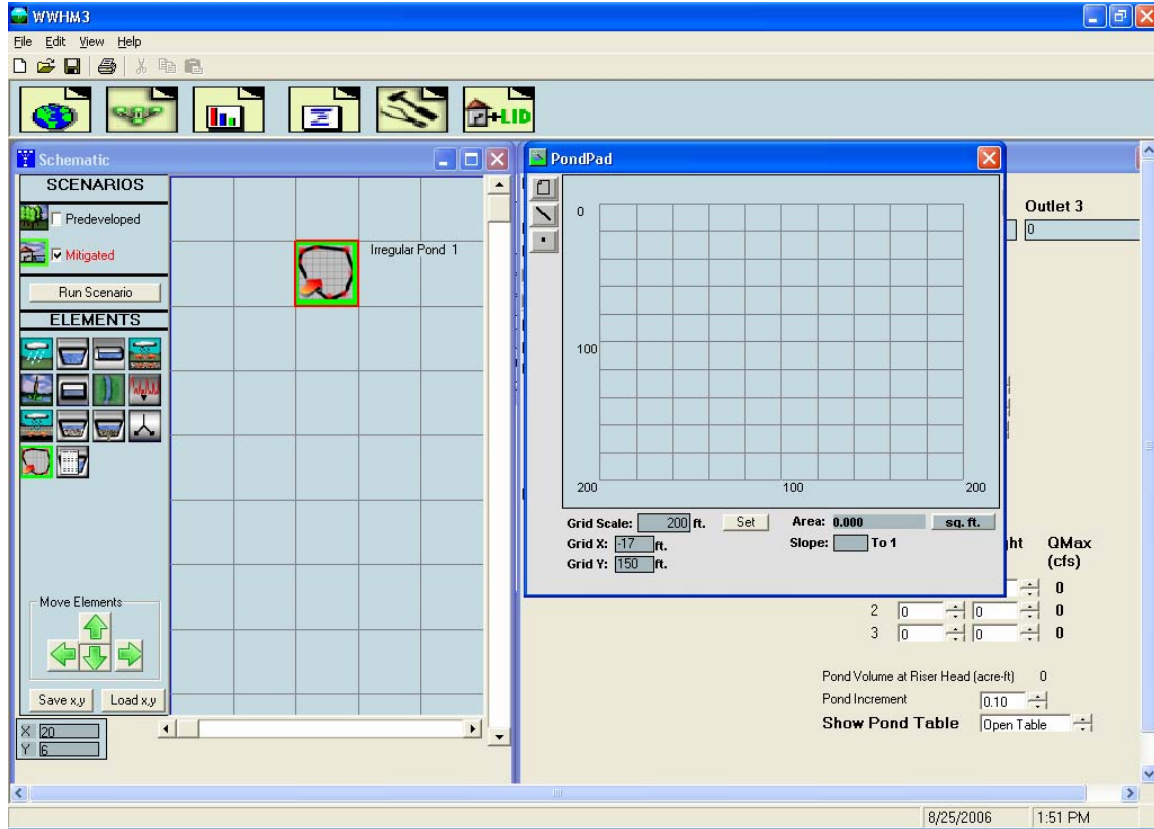 WWHM3
File Edit View Help
+LID
Schematic
SCENARIOS
Predeveloped
Mitigated
Run Scenario
ELEMENTS
Move Elements
Save x,y Load x,y
X 20
Y 6
Irregular Pond 1
PondPad
0
100
200 100 200
Grid Scale: 200 ft. Set Area: 0.000 sq. ft.
Grid X: -17 ft. Slope: To 1
Grid Y: 150 ft.
Outlet 3
0
ht QMax
(cfs)
0
2 0 0 0
3 0 0 0
Pond Volume at Riser Head (acre-ft) 0
Pond Increment 0.10
Show Pond Table Open Table
8/25/2006 1:51 PM